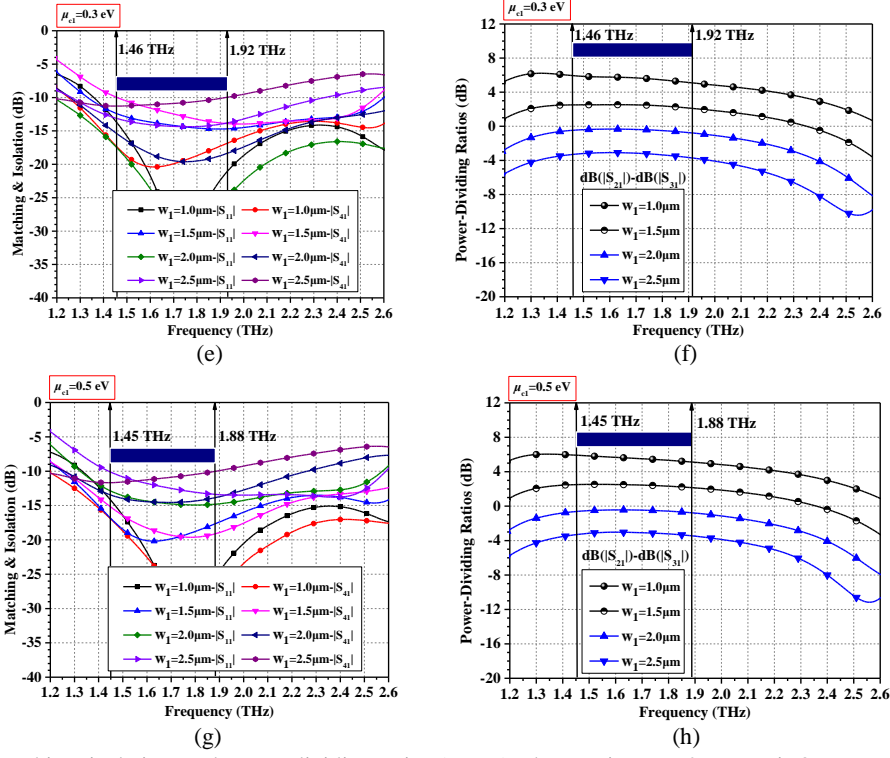 μc1=0.3 eV
1.46 THz
1.92 THz
Matching & Isolation (dB)
0
-5
-10
-15
-20
-25
-30
-35
-40
w1=1.0μm-|S11| w1=1.0μm-|S41|
w1=1.5μm-|S11| w1=1.5μm-|S41|
w1=2.0μm-|S11| w1=2.0μm-|S41|
w1=2.5μm-|S11| w1=2.5μm-|S41|
1.2 1.3 1.4 1.5 1.6 1.7 1.8 1.9 2.0 2.1 2.2 2.3 2.4 2.5 2.6
Frequency (THz)
(e)
μc1=0.3 eV
1.46 THz
1.92 THz
Power-Dividing Ratios (dB)
12
8
4
0
-4
-8
-12
-16
-20
dB(|S21|)-dB(|S31|)
w1=1.0μm
w1=1.5μm
w1=2.0μm
w1=2.5μm
1.2 1.3 1.4 1.5 1.6 1.7 1.8 1.9 2.0 2.1 2.2 2.3 2.4 2.5 2.6
Frequency (THz)
(f)
μc1=0.5 eV
1.45 THz
1.88 THz
Matching & Isolation (dB)
0
-5
-10
-15
-20
-25
-30
-35
-40
w1=1.0μm-|S11| w1=1.0μm-|S41|
w1=1.5μm-|S11| w1=1.5μm-|S41|
w1=2.0μm-|S11| w1=2.0μm-|S41|
w1=2.5μm-|S11| w1=2.5μm-|S41|
1.2 1.3 1.4 1.5 1.6 1.7 1.8 1.9 2.0 2.1 2.2 2.3 2.4 2.5 2.6
Frequency (THz)
(g)
μc1=0.5 eV
1.45 THz
1.88 THz
Power-Dividing Ratios (dB)
12
8
4
0
-4
-8
-12
-16
-20
dB(|S21|)-dB(|S31|)
w1=1.0μm
w1=1.5μm
w1=2.0μm
w1=2.5μm
1.2 1.3 1.4 1.5 1.6 1.7 1.8 1.9 2.0 2.1 2.2 2.3 2.4 2.5 2.6
Frequency (THz)
(h)